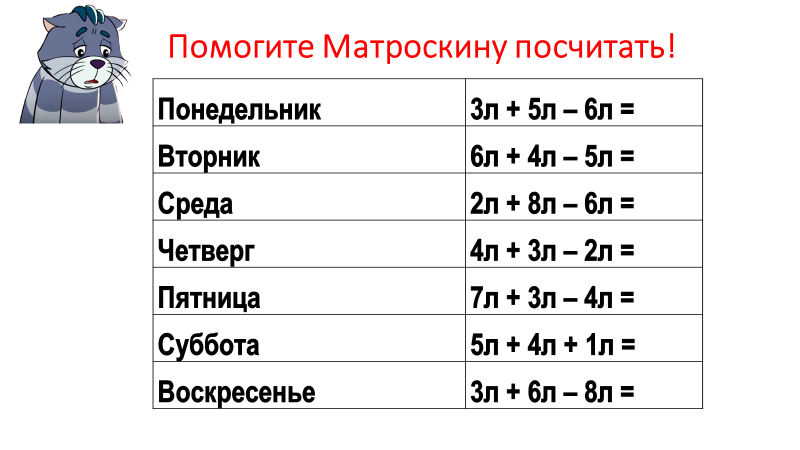 Помогите Матроскину посчитать!
Понедельник 3л + 5л – 6л =
Вторник 6л + 4л – 5л =
Среда 2л + 8л – 6л =
Четверг 4л + 3л – 2л =
Пятница 7л + 3л – 4л =
Суббота 5л + 4л + 1л =
Воскресенье 3л + 6л – 8л =